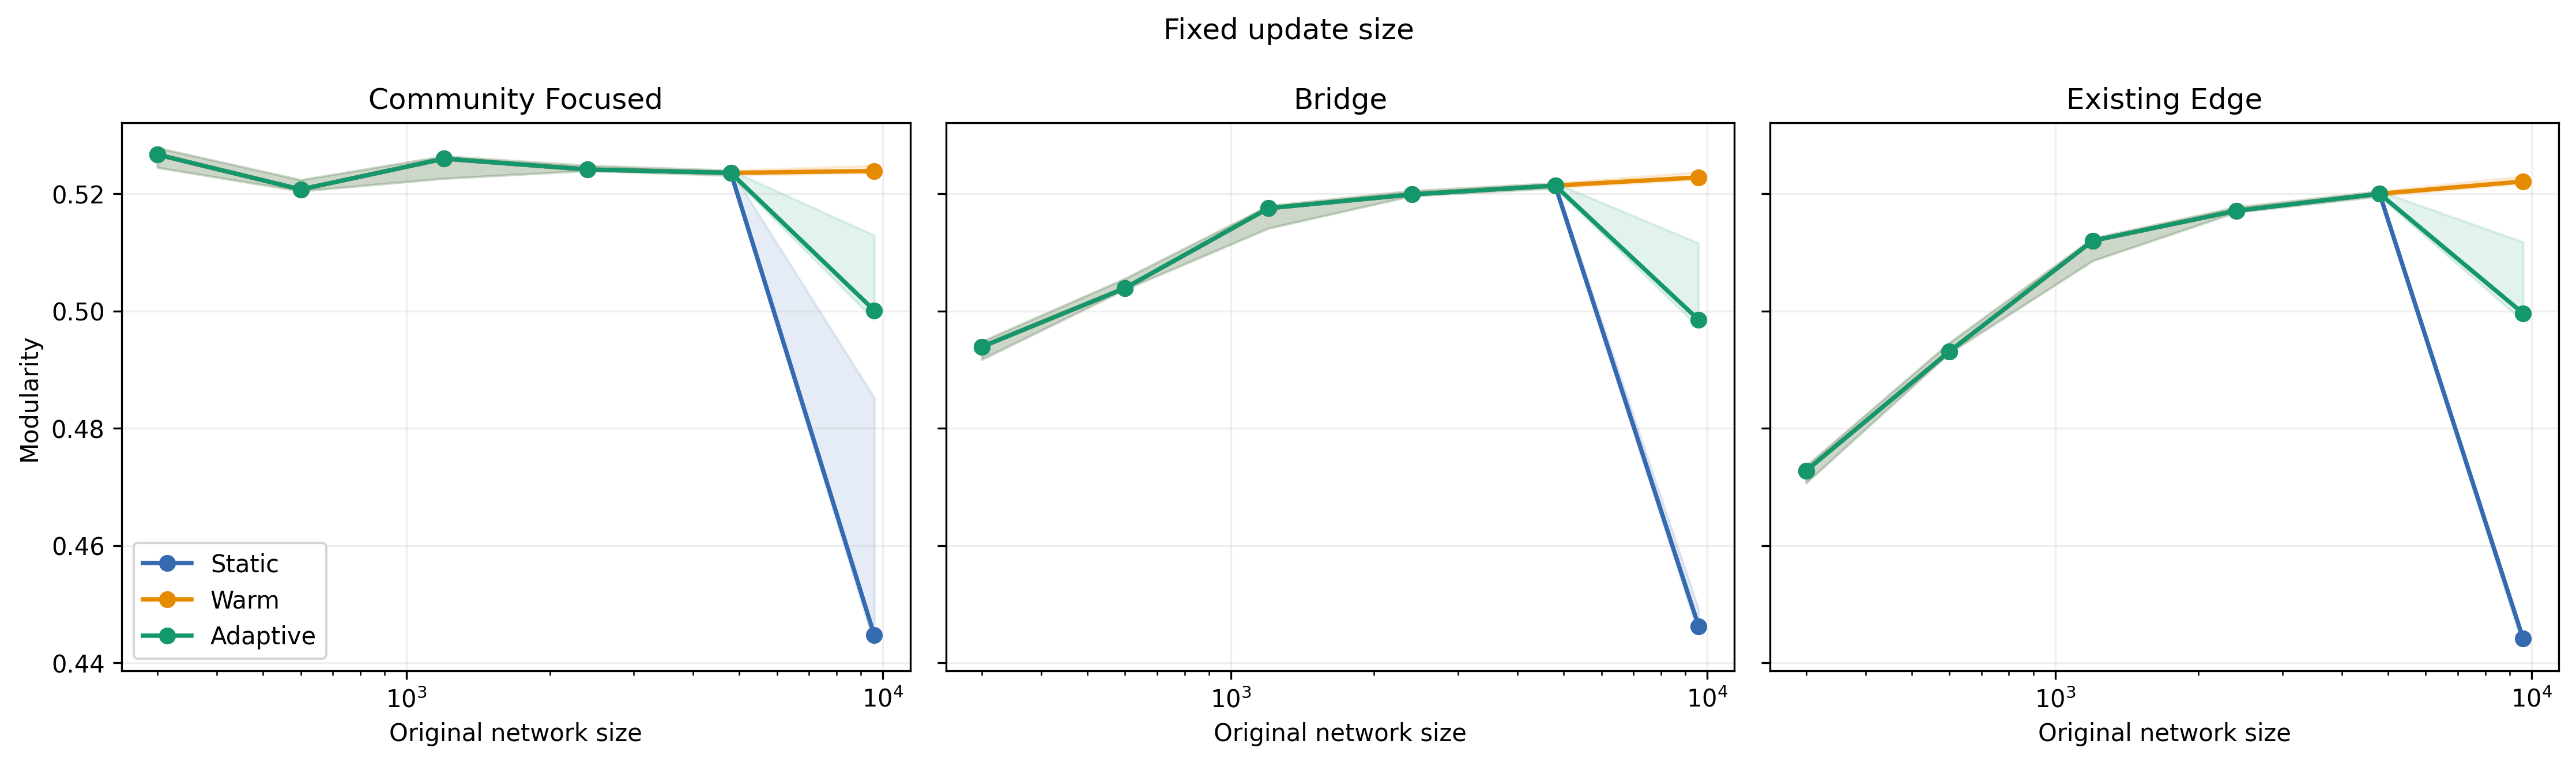 Fixed update size
Community Focused
Bridge
Existing Edge
Modularity
0.52
0.50
0.48
0.46
0.44
Static
Warm
Adaptive
10³
10⁴
10³
10⁴
10³
10⁴
Original network size
Original network size
Original network size